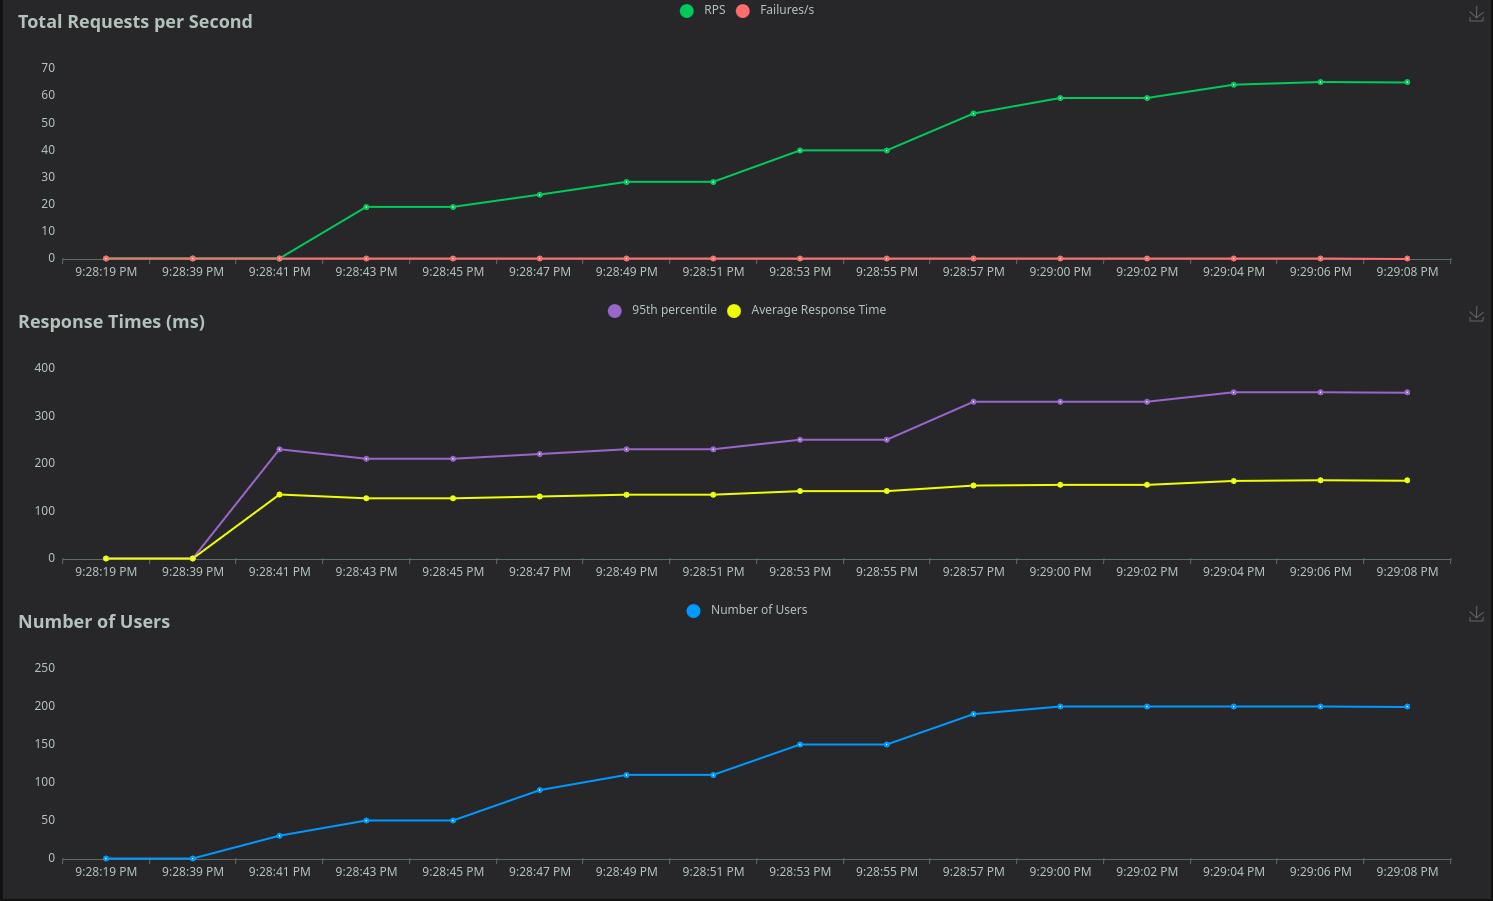 Total Requests per Second
RPS Failures/s
70
60
50
40
30
20
10
0
9:28:19 PM 9:28:39 PM 9:28:41 PM 9:28:43 PM 9:28:45 PM 9:28:47 PM 9:28:49 PM 9:28:51 PM 9:28:53 PM 9:28:55 PM 9:28:57 PM 9:29:00 PM 9:29:02 PM 9:29:04 PM 9:29:06 PM 9:29:08 PM
Response Times (ms)
95th percentile Average Response Time
400
300
200
100
0
9:28:19 PM 9:28:39 PM 9:28:41 PM 9:28:43 PM 9:28:45 PM 9:28:47 PM 9:28:49 PM 9:28:51 PM 9:28:53 PM 9:28:55 PM 9:28:57 PM 9:29:00 PM 9:29:02 PM 9:29:04 PM 9:29:06 PM 9:29:08 PM
Number of Users
Number of Users
250
200
150
100
50
0
9:28:19 PM 9:28:39 PM 9:28:41 PM 9:28:43 PM 9:28:45 PM 9:28:47 PM 9:28:49 PM 9:28:51 PM 9:28:53 PM 9:28:55 PM 9:28:57 PM 9:29:00 PM 9:29:02 PM 9:29:04 PM 9:29:06 PM 9:29:08 PM